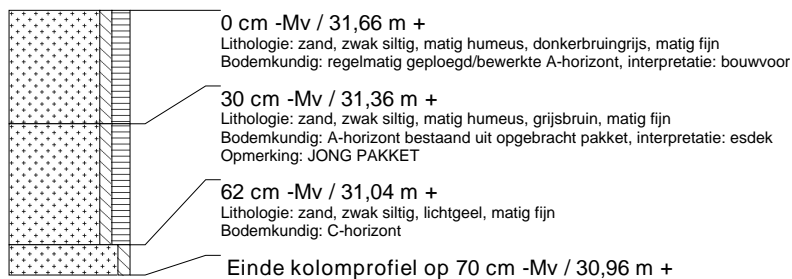 0 cm -Mv / 31,66 m +
Lithologie: zand, zwak siltig, matig humeus, donkerbruingrijs, matig fijn
Bodemkundig: regelmatig geploegd/bewerkte A-horizont, interpretatie: bouwvoor
30 cm -Mv / 31,36 m +
Lithologie: zand, zwak siltig, matig humeus, grijsbruin, matig fijn
Bodemkundig: A-horizont bestaand uit opgebracht pakket, interpretatie: esdek
Opmerking: JONG PAKKET
62 cm -Mv / 31,04 m +
Lithologie: zand, zwak siltig, lichtgeel, matig fijn
Bodemkundig: C-horizont
Einde kolomprofiel op 70 cm -Mv / 30,96 m +